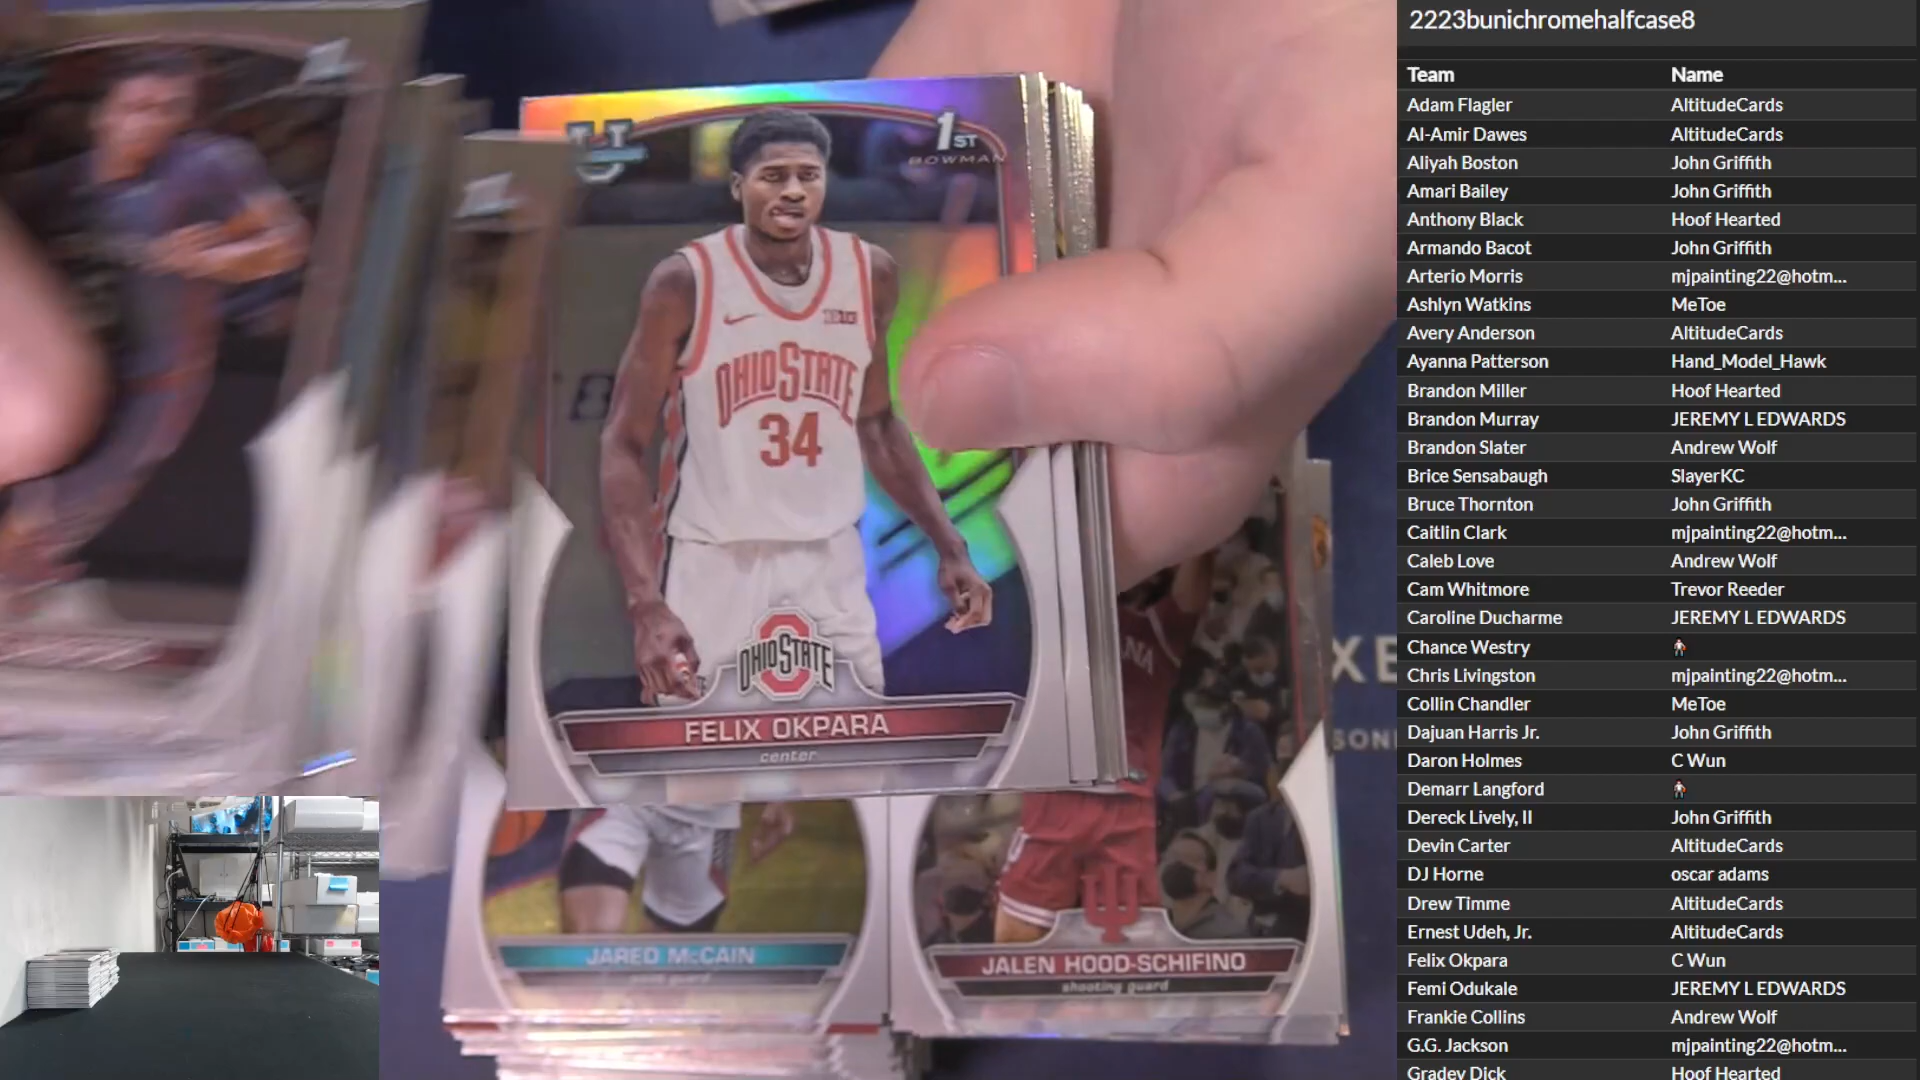 2223bunichromehalfcase8
Team Name
Adam Flagler AltitudeCards
Al-Amir Dawes AltitudeCards
Aliyah Boston John Griffith
Amari Bailey John Griffith
Anthony Black Hoof Hearted
Armando Bacot John Griffith
Arterio Morris mjpainting22@hotm...
Ashlyn Watkins MeToe
Avery Anderson AltitudeCards
Ayanna Patterson Hand_Model_Hawk
Brandon Miller Hoof Hearted
Brandon Murray JEREMY L EDWARDS
Brandon Slater Andrew Wolf
Brice Sensabaugh SlayerKC
Bruce Thornton John Griffith
Caitlin Clark mjpainting22@hotm...
Caleb Love Andrew Wolf
Cam Whitmore Trevor Reeder
Caroline Ducharme JEREMY L EDWARDS
Chance Westry
Chris Livingston mjpainting22@hotm...
Collin Chandler MeToe
Dajuan Harris Jr. John Griffith
Daron Holmes C Wun
Demarr Langford
Dereck Lively, II John Griffith
Devin Carter AltitudeCards
DJ Horne oscar adams
Drew Timme AltitudeCards
Ernest Udeh, Jr. AltitudeCards
Felix Okpara C Wun
Femi Odukale JEREMY L EDWARDS
Frankie Collins Andrew Wolf
G.G. Jackson mjpainting22@hotm...
Gradey Dick Hoof Hearted
1ST
BOWMAN
OHIO STATE
34
OHIO STATE
FELIX OKPARA
center
JARED McCAIN
JALEN HOOD-SCHIFINO
shooting guard